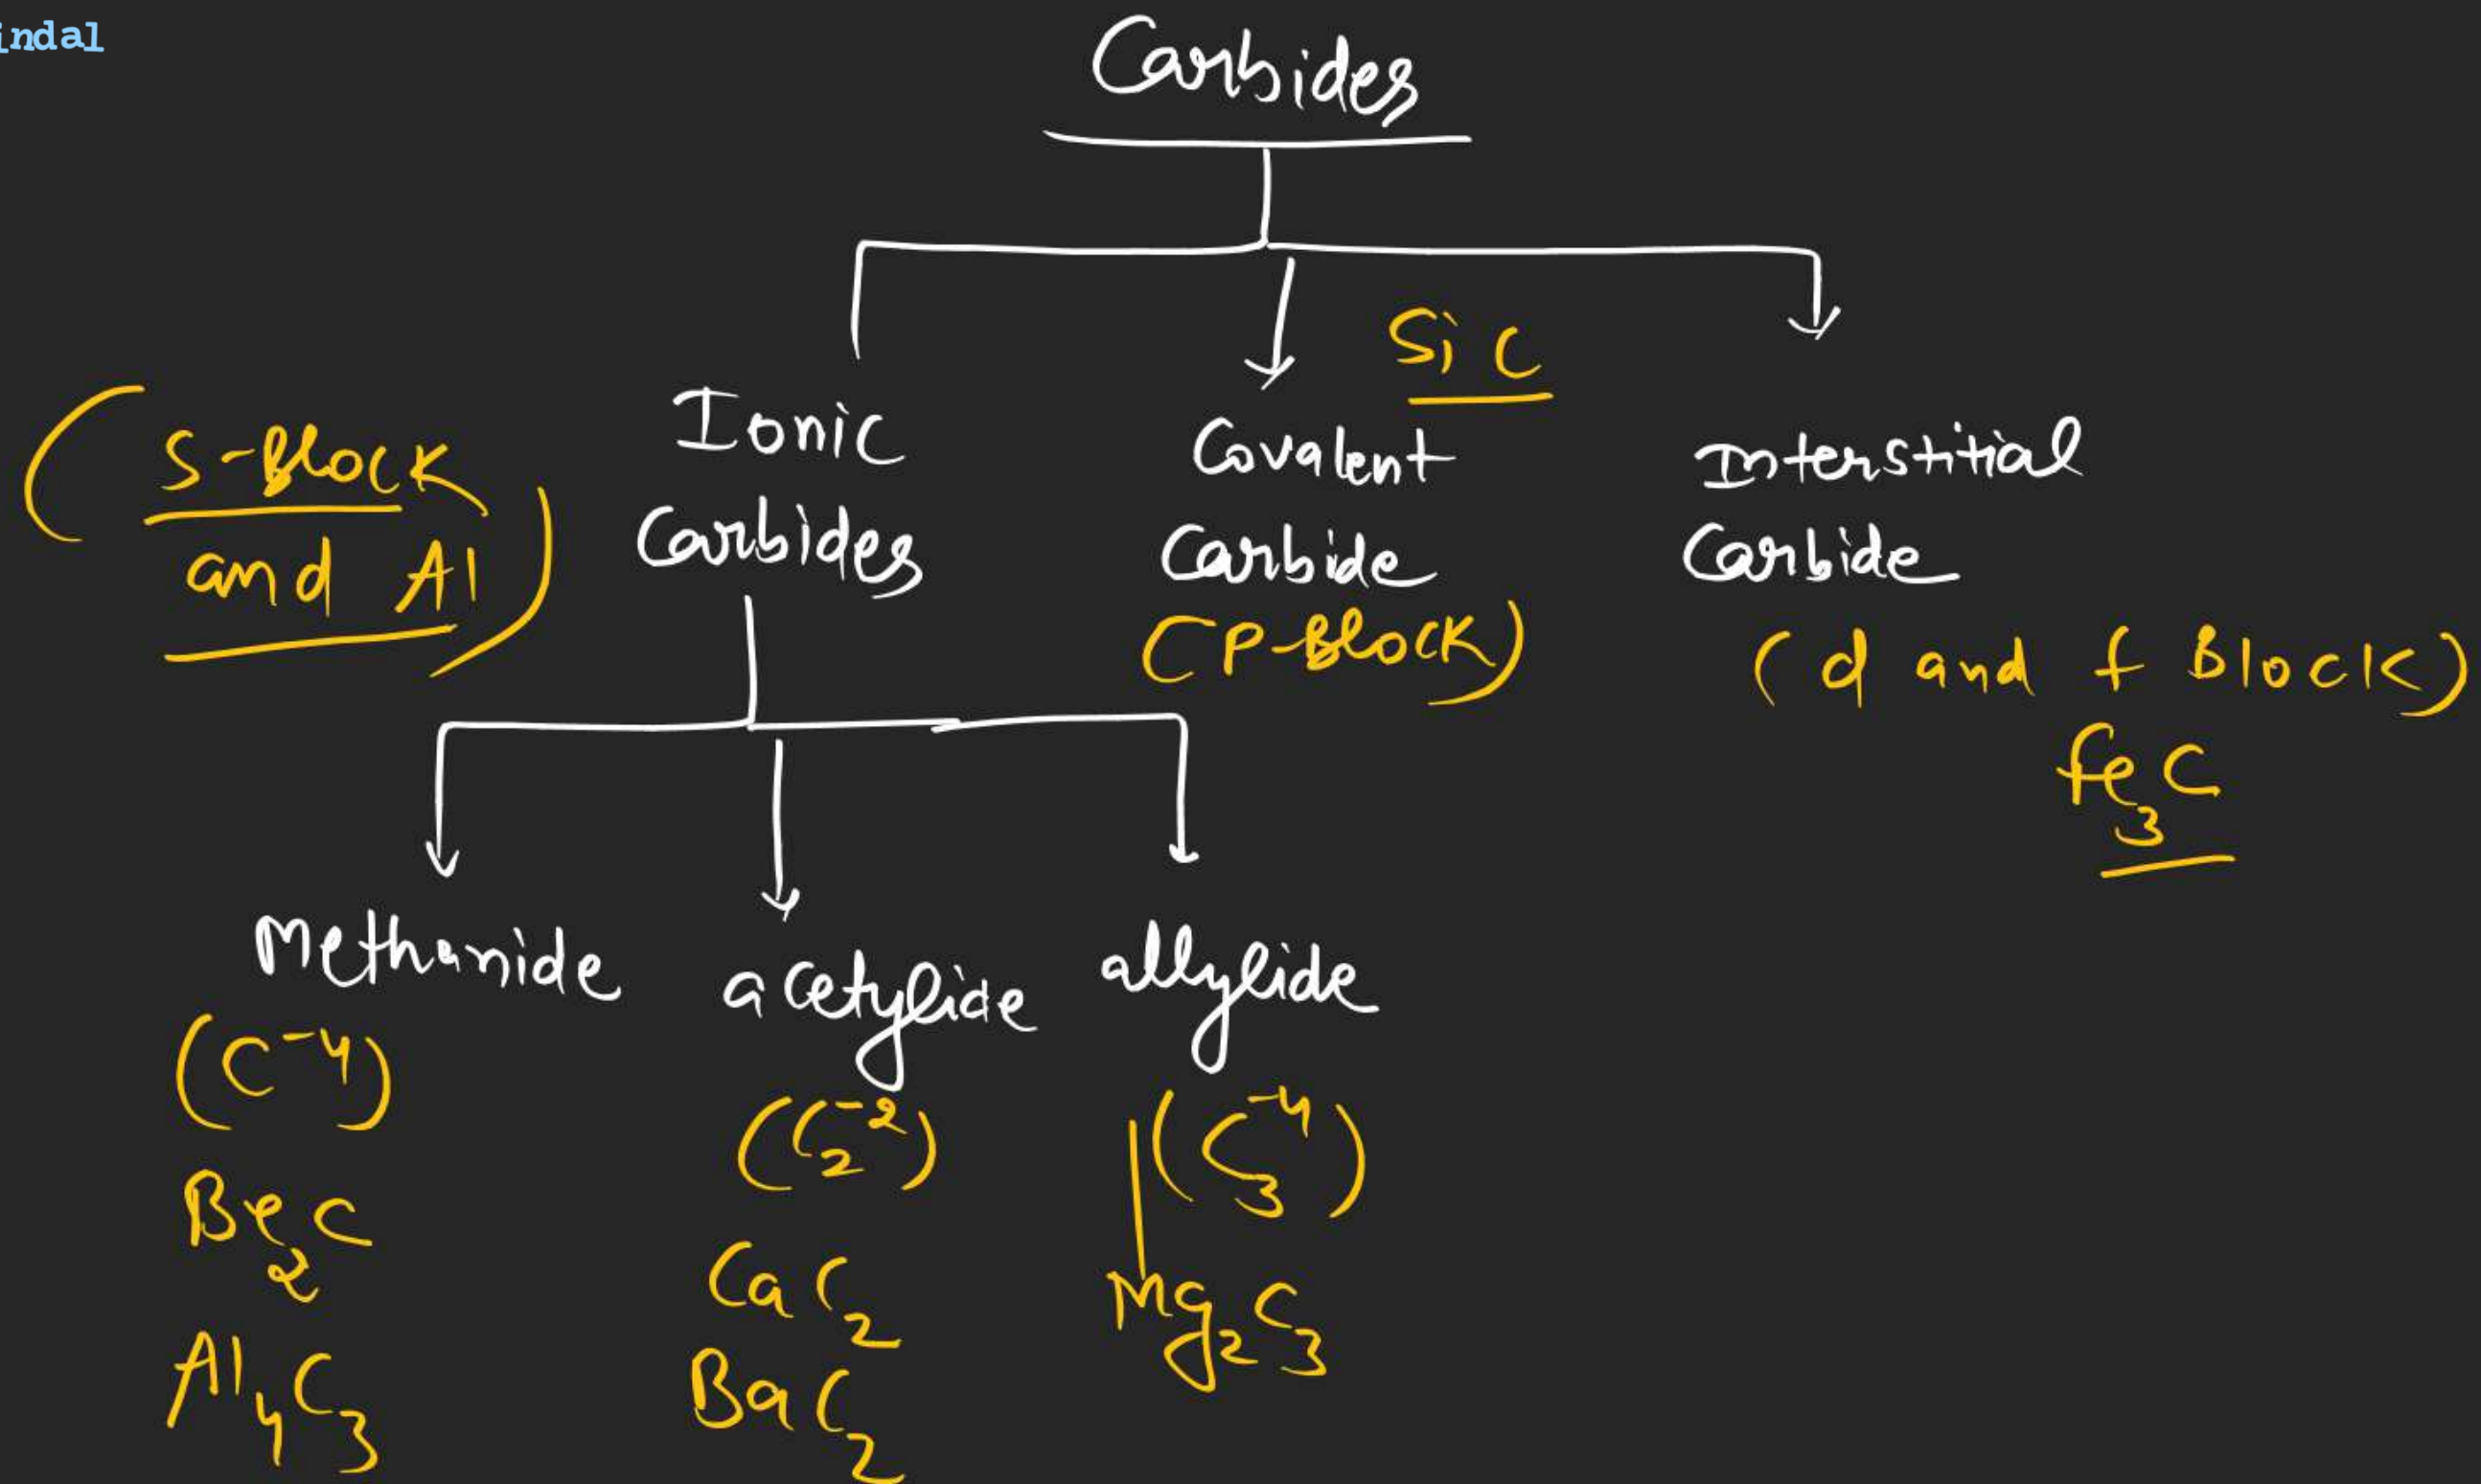 indal
Carbides
Si C
Ionic
Carbides
(S-Block
and Al)
Covalent
Carbide
(P-Block)
Interstitial
Carbide
(d and f Block)
Fe₃C
Methanide
(C⁻⁴)
Be₂C
Al₄C₃
acetylide
(C₂⁻²)
CaC₂
BaC₂
allylide
(C₃⁻⁴)
Mg₂C₃